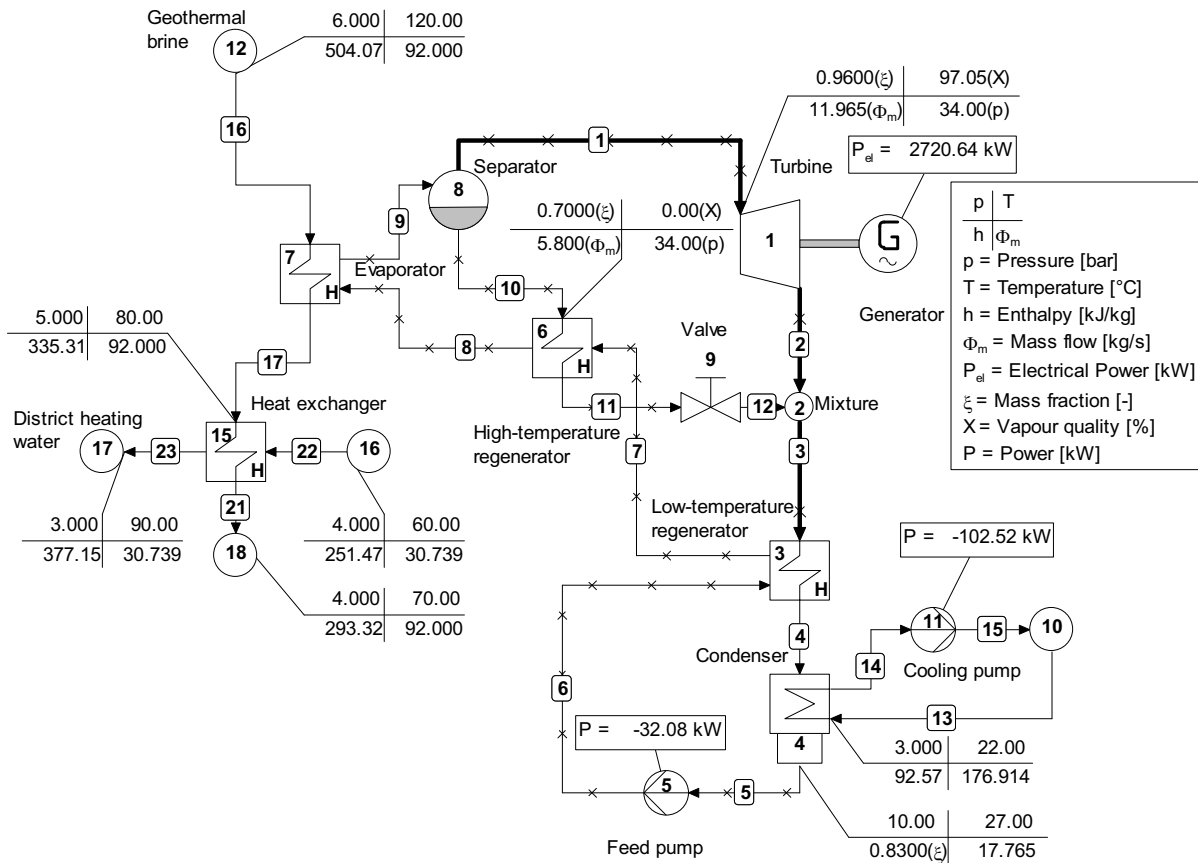 Geothermal
brine
12
6.000 120.00
504.07 92.000
16
0.9600(ξ) 97.05(X)
11.965(Φm) 34.00(p)
1
Separator
8
Turbine
Pel = 2720.64 kW
9
0.7000(ξ) 0.00(X)
5.800(Φm) 34.00(p)
1
G
~
p T
h Φm
p = Pressure [bar]
T = Temperature [°C]
h = Enthalpy [kJ/kg]
Φm = Mass flow [kg/s]
Pel = Electrical Power [kW]
ξ = Mass fraction [-]
X = Vapour quality [%]
P = Power [kW]
7
H
Evaporator
10
Generator
5.000 80.00
335.31 92.000
17
8
6
H
Valve
9
2
11
12
2
Mixture
Heat exchanger
District heating
water
17
23
15
H
22
16
High-temperature
regenerator
7
3
21
18
3.000 90.00
377.15 30.739
4.000 60.00
251.47 30.739
Low-temperature
regenerator
3
H
P = -102.52 kW
4.000 70.00
293.32 92.000
4
11
15
10
Condenser
14
Cooling pump
6
13
4
P = -32.08 kW
3.000 22.00
92.57 176.914
5
5
Feed pump
10.00 27.00
0.8300(ξ) 17.765